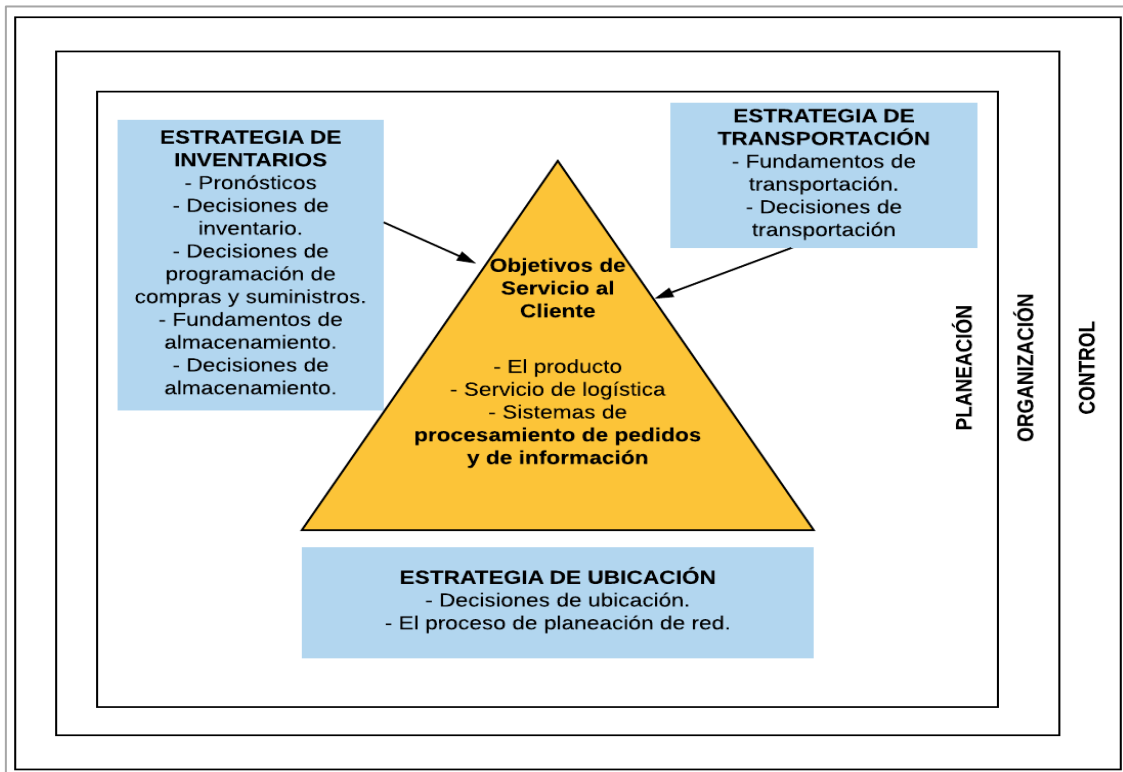 ESTRATEGIA DE
INVENTARIOS
- Pronósticos
- Decisiones de
inventario.
- Decisiones de
programación de
compras y suministros.
- Fundamentos de
almacenamiento.
- Decisiones de
almacenamiento.
ESTRATEGIA DE
TRANSPORTACIÓN
- Fundamentos de
transportación.
- Decisiones de
transportación
Objetivos de
Servicio al
Cliente
- El producto
- Servicio de logística
- Sistemas de
procesamiento de pedidos
y de información
ESTRATEGIA DE UBICACIÓN
- Decisiones de ubicación.
- El proceso de planeación de red.
PLANEACIÓN
ORGANIZACIÓN
CONTROL